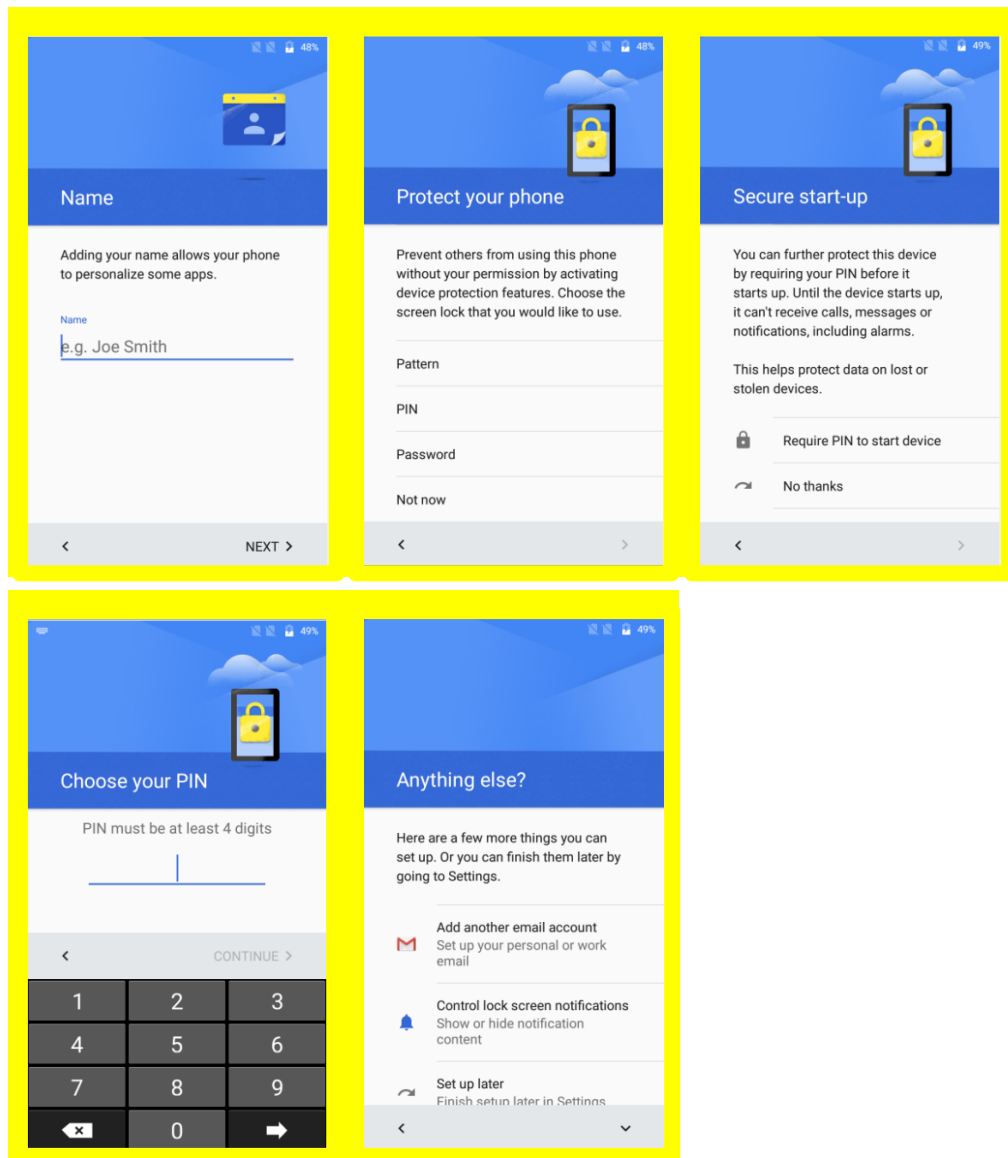 48%
Name
Adding your name allows your phone
to personalize some apps.
Name
e.g. Joe Smith
NEXT
48%
Protect your phone
Prevent others from using this phone
without your permission by activating
device protection features. Choose the
screen lock that you would like to use.
Pattern
PIN
Password
Not now
49%
Secure start-up
You can further protect this device
by requiring your PIN before it
starts up. Until the device starts up,
it can't receive calls, messages or
notifications, including alarms.
This helps protect data on lost or
stolen devices.
Require PIN to start device
No thanks
49%
Choose your PIN
PIN must be at least 4 digits
CONTINUE
1 2 3
4 5 6
7 8 9
0
49%
Anything else?
Here are a few more things you can
set up. Or you can finish them later by
going to Settings.
Add another email account
Set up your personal or work
email
Control lock screen notifications
Show or hide notification
content
Set up later
Finish setup later in Settings